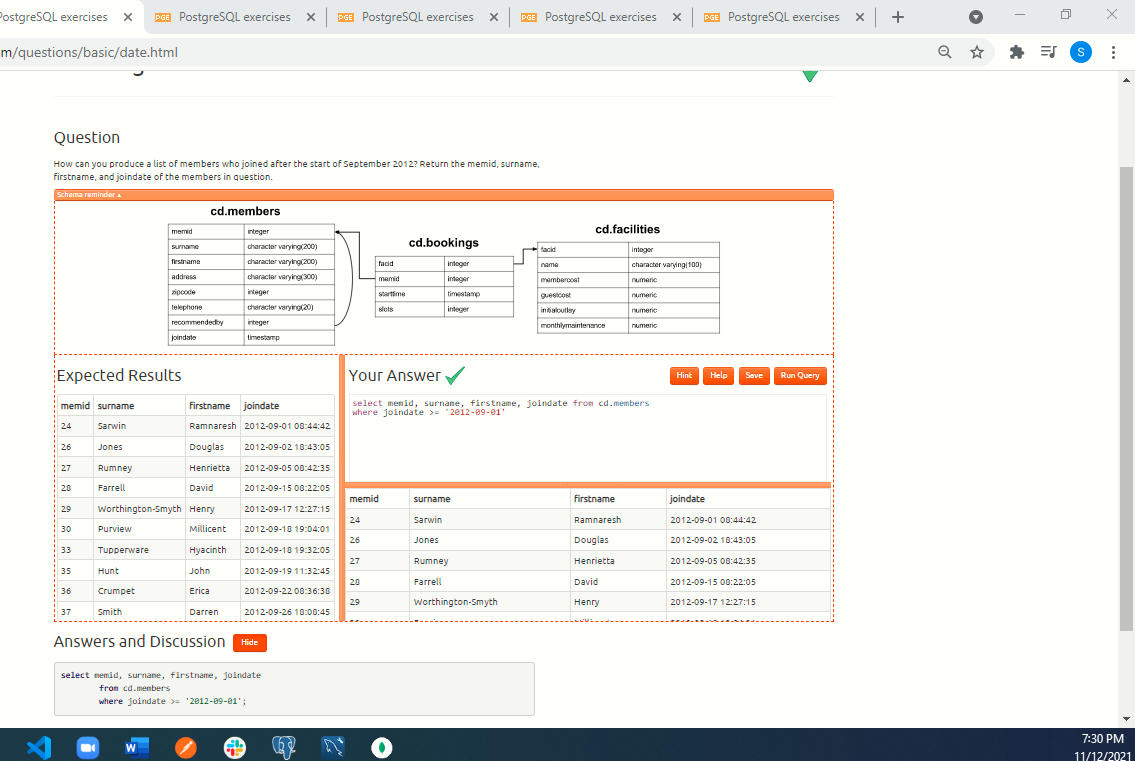 PostgreSQL exercises
PGE PostgreSQL exercises
PGE PostgreSQL exercises
PGE PostgreSQL exercises
PGE PostgreSQL exercises
m/questions/basic/date.html
S
Question
How can you produce a list of members who joined after the start of September 2012? Return the memid, surname,
firstname, and joindate of the members in question.
Schema reminder
cd.members
memid integer
surname character varying(200)
firstname character varying(200)
address character varying(300)
zipcode integer
telephone character varying(20)
recommendedby integer
joindate timestamp
cd.bookings
facid integer
memid integer
starttime timestamp
slots integer
cd.facilities
facid integer
name character varying(100)
membercost numeric
guestcost numeric
initialoutlay numeric
monthlymaintenance numeric
Expected Results
memid surname firstname joindate
24 Sarwin Ramnaresh 2012-09-01 08:44:42
26 Jones Douglas 2012-09-02 18:43:05
27 Rumney Henrietta 2012-09-05 08:42:35
28 Farrell David 2012-09-15 08:22:05
29 Worthington-Smyth Henry 2012-09-17 12:27:15
30 Purview Millicent 2012-09-18 19:04:01
33 Tupperware Hyacinth 2012-09-18 19:32:05
35 Hunt John 2012-09-19 11:32:45
36 Crumpet Erica 2012-09-22 08:36:38
37 Smith Darren 2012-09-26 18:08:45
Your Answer
Hint Help Save Run Query
select memid, surname, firstname, joindate from cd.members
where joindate >= '2012-09-01'
memid surname firstname joindate
24 Sarwin Ramnaresh 2012-09-01 08:44:42
26 Jones Douglas 2012-09-02 18:43:05
27 Rumney Henrietta 2012-09-05 08:42:35
28 Farrell David 2012-09-15 08:22:05
29 Worthington-Smyth Henry 2012-09-17 12:27:15
Answers and Discussion Hide
select memid, surname, firstname, joindate
from cd.members
where joindate >= '2012-09-01';
W
7:30 PM
11/12/2021